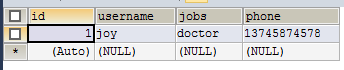 id username jobs phone
1 joy doctor 13745874578
* (Auto) (NULL) (NULL) (NULL)